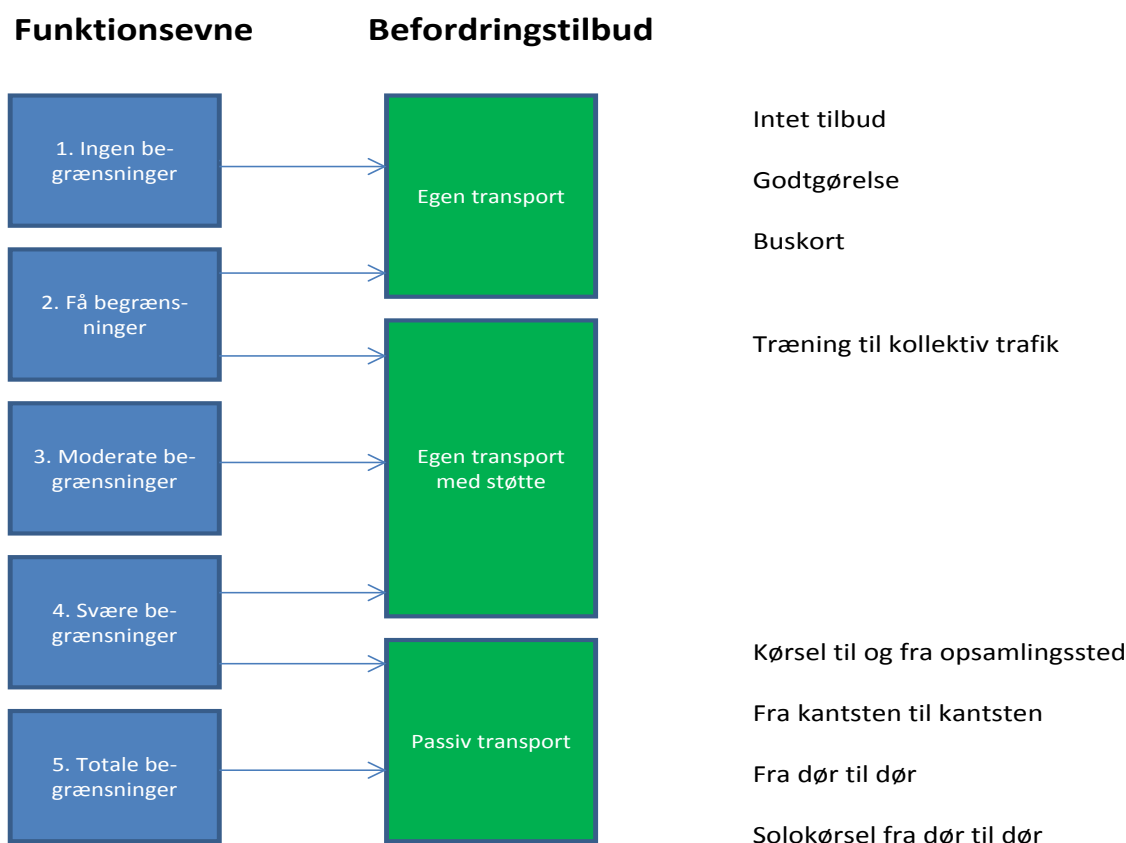 Funktionsevne
Befordringstilbud
1. Ingen be-
grænsninger
2. Få begræns-
ninger
3. Moderate be-
grænsninger
4. Svære be-
grænsninger
5. Totale be-
grænsninger
Egen transport
Egen transport
med støtte
Passiv transport
Intet tilbud
Godtgørelse
Buskort
Træning til kollektiv trafik
Kørsel til og fra opsamlingssted
Fra kantsten til kantsten
Fra dør til dør
Solokørsel fra dør til dør